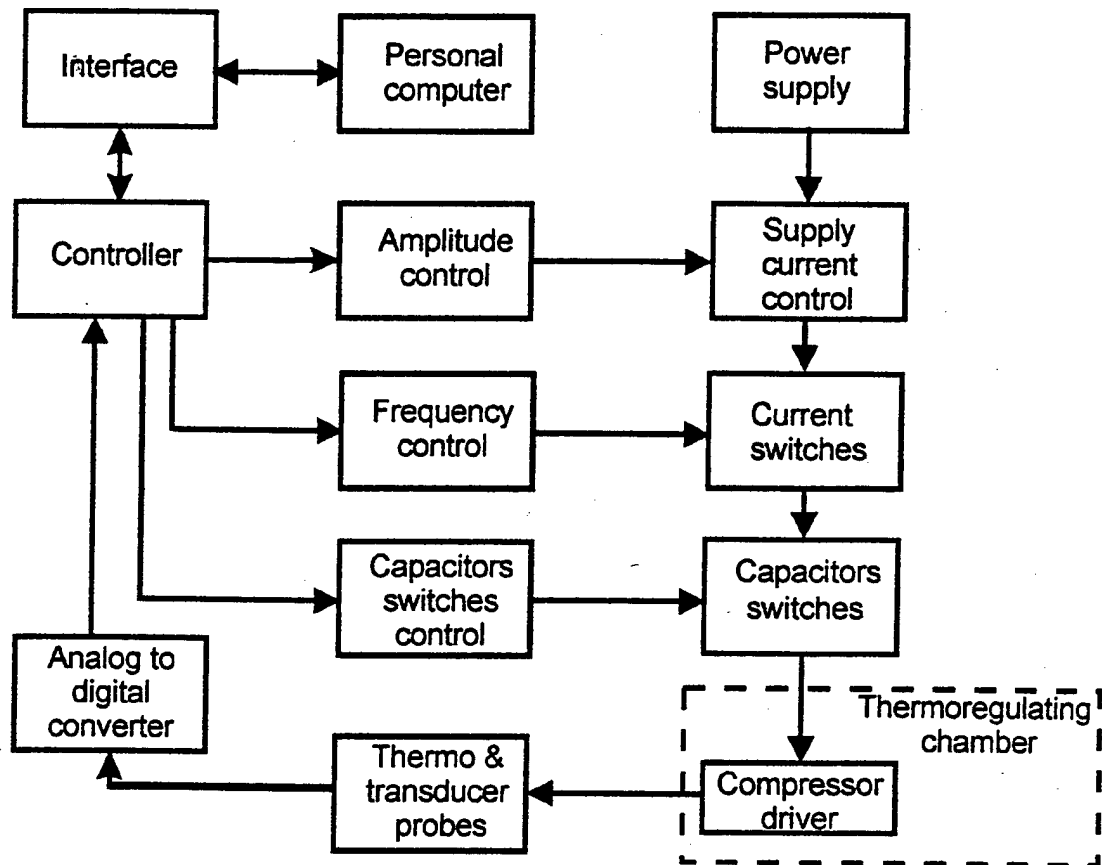 Interface
Personal
computer
Power
supply
Controller
Amplitude
control
Supply
current
control
Frequency
control
Current
switches
Capacitors
switches
control
Capacitors
switches
Analog to
digital
converter
Thermo &
transducer
probes
Thermoregulating
chamber
Compressor
driver